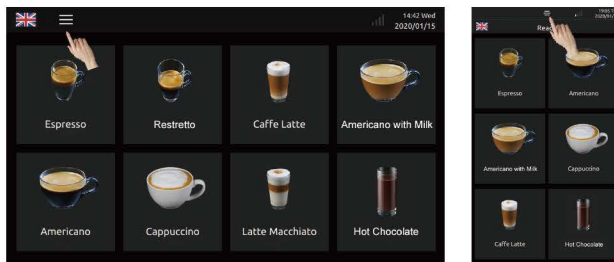 14:42 Wed
2020/01/15
Espresso
Restretto
Caffe Latte
Americano with Milk
Americano
Cappuccino
Latte Macchiato
Hot Chocolate
Espresso
Americano
Americano with Milk
Cappuccino
Caffe Latte
Hot Chocolate